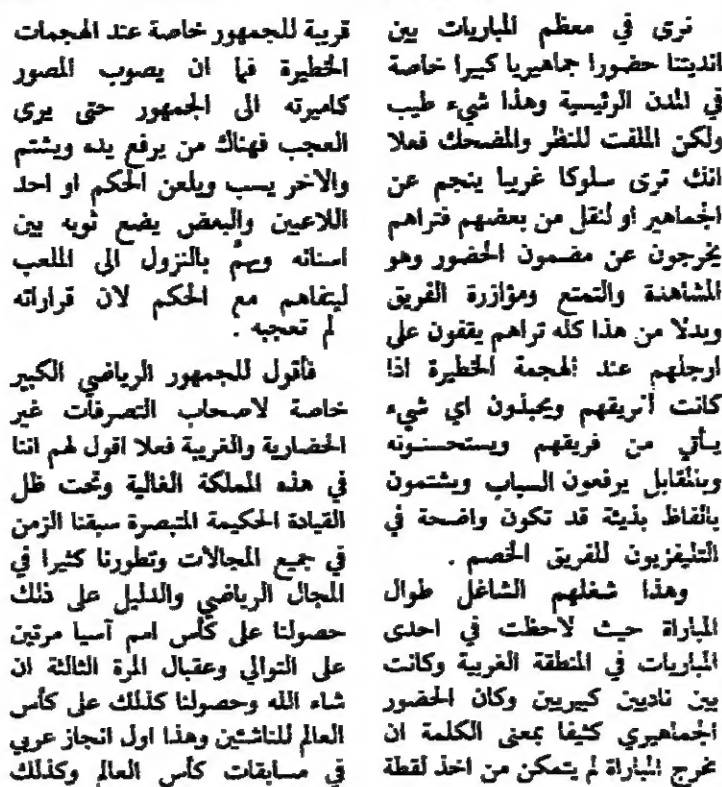 نرى في معظم المباريات بين
انديتنا حضورا جماهيريا كبيرا خاصة
في المدن الرئيسية وهذا شيء طيب
ولكن الملفت للنظر والمضحك فعلا
انك ترى سلوكا غريبا ينجم عن
الجماهير او لنقل من بعضهم فتراهم
يخرجون عن مضمون الحضور وهو
المشاهدة والتمتع ومؤازرة الفريق
وبدلا من هذا كله تراهم يقفون على
ارجلهم عند الهجمة الخطيرة اذا
كانت لفريقهم ويحبذون اي شيء
يأتي من فريقهم ويستحسنونه
وبالمقابل يرفعون السباب ويشتمون
بالفاظ بذيئة قد تكون واضحة في
التليفزيون للفريق الخصم .
وهذا شغلهم الشاغل طوال
المباراة حيث لاحظت في احدى
المباريات في المنطقة الغربية وكانت
بين ناديين كبيرين وكان الحضور
الجماهيري كثيفا بمعنى الكلمة ان
مخرج المباراة لم يتمكن من اخذ لقطة
قريبة للجمهور خاصة عند الهجمات
الخطيرة فما ان يصوب المصور
كاميرته الى الجمهور حتى يرى
العجب فهناك من يرفع يده ويشتم
والاخر يسب ويلعن الحكم او احد
اللاعبين والبعض يضع ثوبه بين
اسنانه ويهمّ بالنزول الى الملعب
ليتفاهم مع الحكم لان قراراته
لم تعجبه .
فأقول للجمهور الرياضي الكبير
خاصة لاصحاب التصرفات غير
الحضارية والغريبة فعلا اقول لهم اننا
في هذه المملكة الغالية وتحت ظل
القيادة الحكيمة المتبصرة سبقنا الزمن
في جميع المجالات وتطورنا كثيرا في
المجال الرياضي والدليل على ذلك
حصولنا على كأس امم آسيا مرتين
على التوالي وعقبال المرة الثالثة ان
شاء الله وحصولنا كذلك على كأس
العالم للناشئين وهذا اول انجاز عربي
في مسابقات كأس العالم وكذلك